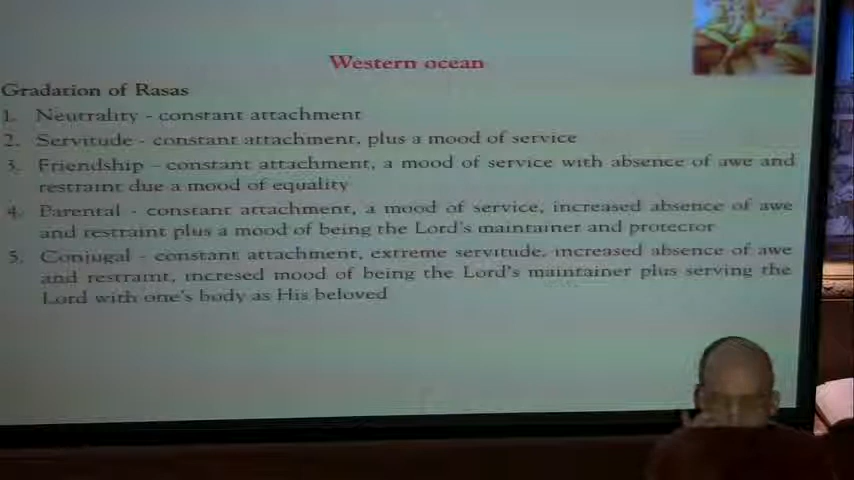 Western ocean
Gradation of Rasas
1. Neutrality - constant attachment
2. Servitude - constant attachment, plus a mood of service
3. Friendship - constant attachment, a mood of service with absence of awe and
restraint due a mood of equality
4. Parental - constant attachment, a mood of service, increased absence of awe
and restraint plus a mood of being the Lord's maintainer and protector
5. Conjugal - constant attachment, extreme servitude, increased absence of awe
and restraint, incresed mood of being the Lord's maintainer plus serving the
Lord with one's body as His beloved